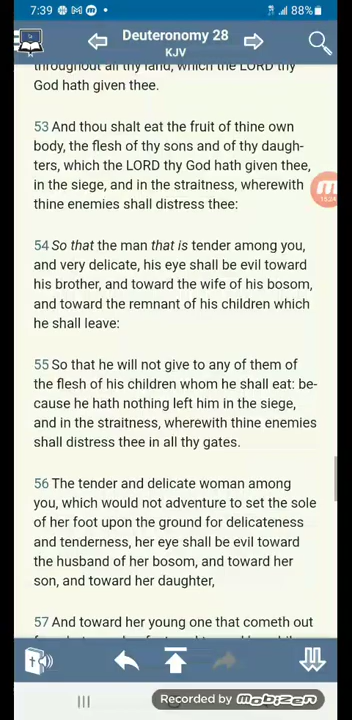 7:39
88%
Deuteronomy 28
KJV
throughout all thy land, which the LORD thy
God hath given thee.
53 And thou shalt eat the fruit of thine own
body, the flesh of thy sons and of thy daugh-
ters, which the LORD thy God hath given thee,
in the siege, and in the straitness, wherewith
thine enemies shall distress thee:
15:24
54 So that the man that is tender among you,
and very delicate, his eye shall be evil toward
his brother, and toward the wife of his bosom,
and toward the remnant of his children which
he shall leave:
55 So that he will not give to any of them of
the flesh of his children whom he shall eat: be-
cause he hath nothing left him in the siege,
and in the straitness, wherewith thine enemies
shall distress thee in all thy gates.
56 The tender and delicate woman among
you, which would not adventure to set the sole
of her foot upon the ground for delicateness
and tenderness, her eye shall be evil toward
the husband of her bosom, and toward her
son, and toward her daughter,
57 And toward her young one that cometh out
Recorded by mobizen